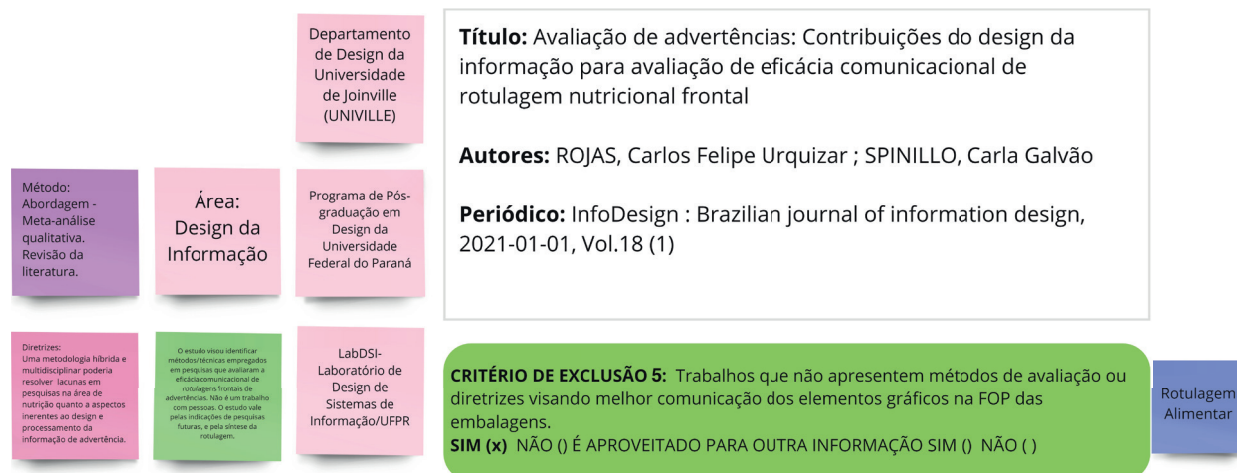 Departamento
de Design da
Universidade
de Joinville
(UNIVILLE)
Título: Avaliação de advertências: Contribuições do design da
informação para avaliação de eficácia comunicacional de
rotulagem nutricional frontal
Autores: ROJAS, Carlos Felipe Urquizar ; SPINILLO, Carla Galvão
Periódico: InfoDesign : Brazilian journal of information design,
2021-01-01, Vol.18 (1)
Método:
Abordagem -
Meta-análise
qualitativa.
Revisão da
literatura.
Área:
Design da
Informação
Programa de Pós-
graduação em
Design da
Universidade
Federal do Paraná
Diretrizes:
Uma metodologia híbrida e
multidisciplinar poderia
resolver lacunas em
pesquisas na área de
nutrição quanto a aspectos
inerentes ao design e
processamento da
informação de advertência.
O estudo visou identificar
métodos/técnicas empregados
em pesquisas que avaliaram a
eficáciacomunicacional de
rotulagens frontais de
advertências. Não é um trabalho
com pessoas. O estudo vale
pelas indicações de pesquisas
futuras, e pela síntese da
rotulagem.
LabDSI-
Laboratório de
Design de
Sistemas de
Informação/UFPR
CRITÉRIO DE EXCLUSÃO 5: Trabalhos que não apresentem métodos de avaliação ou
diretrizes visando melhor comunicação dos elementos gráficos na FOP das
embalagens.
SIM (x) NÃO () É APROVEITADO PARA OUTRA INFORMAÇÃO SIM () NÃO ( )
Rotulagem
Alimentar